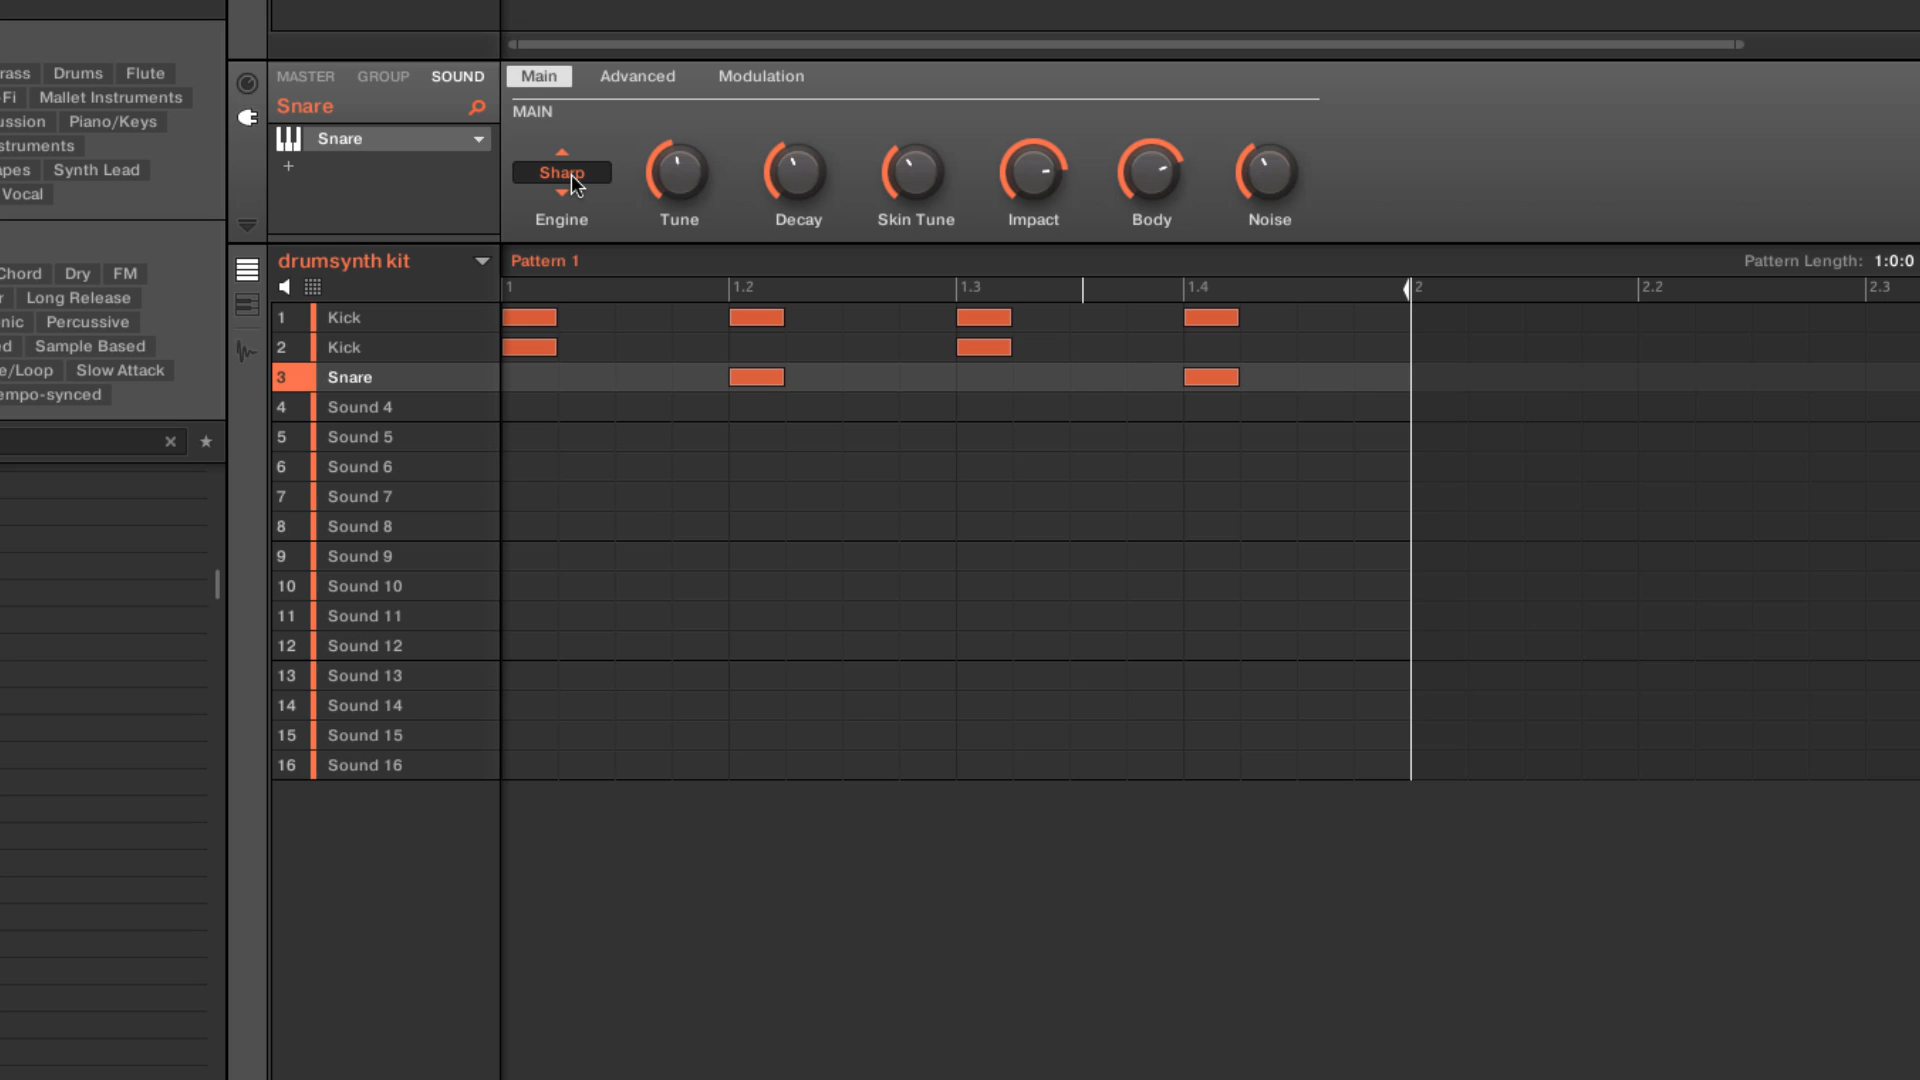 rass Drums Flute
-Fi Mallet Instruments
ussion Piano/Keys
struments
apes Synth Lead
Vocal
Chord Dry FM
r Long Release
nic Percussive
ed Sample Based
e/Loop Slow Attack
empo-synced
MASTER GROUP SOUND
Snare
Snare
+
Main Advanced Modulation
MAIN
Sharp
Engine Tune Decay Skin Tune Impact Body Noise
drumsynth kit
Pattern 1 Pattern Length: 1:0:0
1 1.2 1.3 1.4 2 2.2 2.3
1 Kick
2 Kick
3 Snare
4 Sound 4
5 Sound 5
6 Sound 6
7 Sound 7
8 Sound 8
9 Sound 9
10 Sound 10
11 Sound 11
12 Sound 12
13 Sound 13
14 Sound 14
15 Sound 15
16 Sound 16